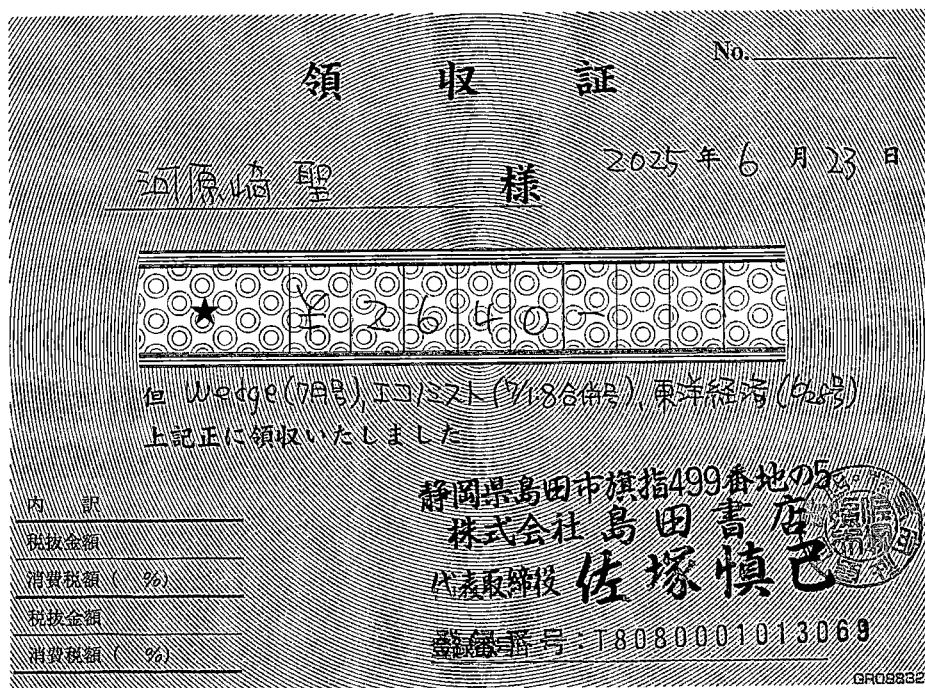 No.
領収証
2025年6月23日
河原崎 聖 様
★ ¥2640-
但 Wedge(7月号), エコノミスト(7/1.8合併号), 東洋経済(6/28号)
上記正に領収いたしました
静岡県島田市旗指499番地の5
株式会社 島田書店
代表取締役 佐塚慎己
登録番号:T8080001013069
内訳
税抜金額
消費税額( %)
税抜金額
消費税額( %)
GR08832